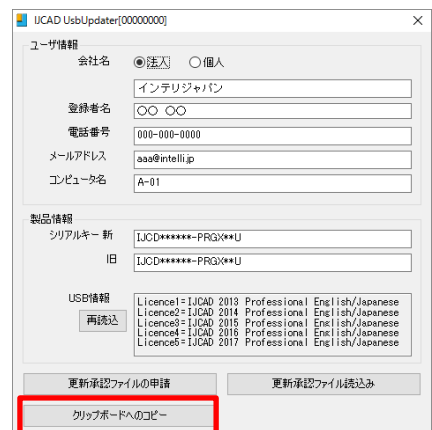 IJCAD UsbUpdater[00000000]
ユーザ情報
会社名 法人 個人
インテリジャパン
登録者名 〇〇 〇〇
電話番号 000-000-0000
メールアドレス aaa@intelli.jp
コンピュータ名 A-01
製品情報
シリアルキー 新 IJCD******-PRGX**U
旧 IJCD******-PRGX**U
USB情報
再読込
Licence1=IJCAD 2013 Professional English/Japanese
Licence2=IJCAD 2014 Professional English/Japanese
Licence3=IJCAD 2015 Professional English/Japanese
Licence4=IJCAD 2016 Professional English/Japanese
Licence5=IJCAD 2017 Professional English/Japanese
更新承認ファイルの申請 更新承認ファイル読込み
クリップボードへのコピー